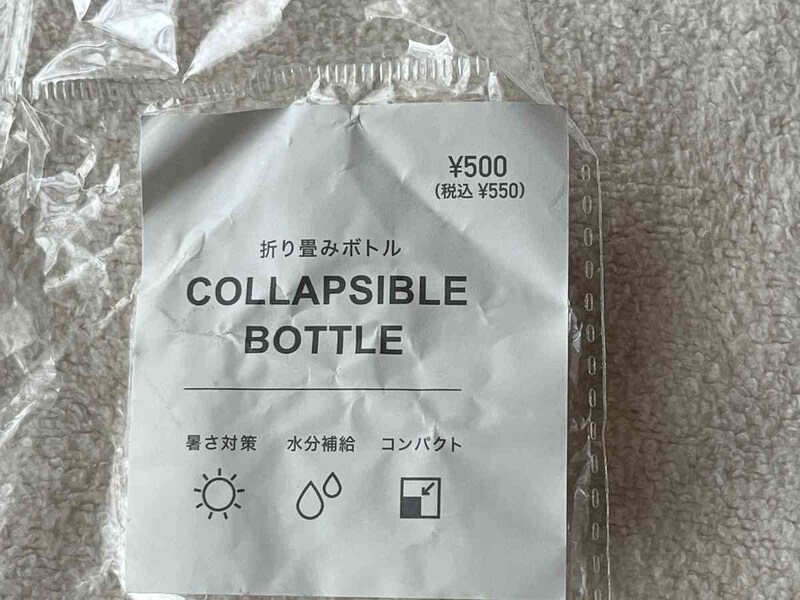 ¥500
(税込 ¥550)
折り畳みボトル
COLLAPSIBLE
BOTTLE
暑さ対策 水分補給 コンパクト